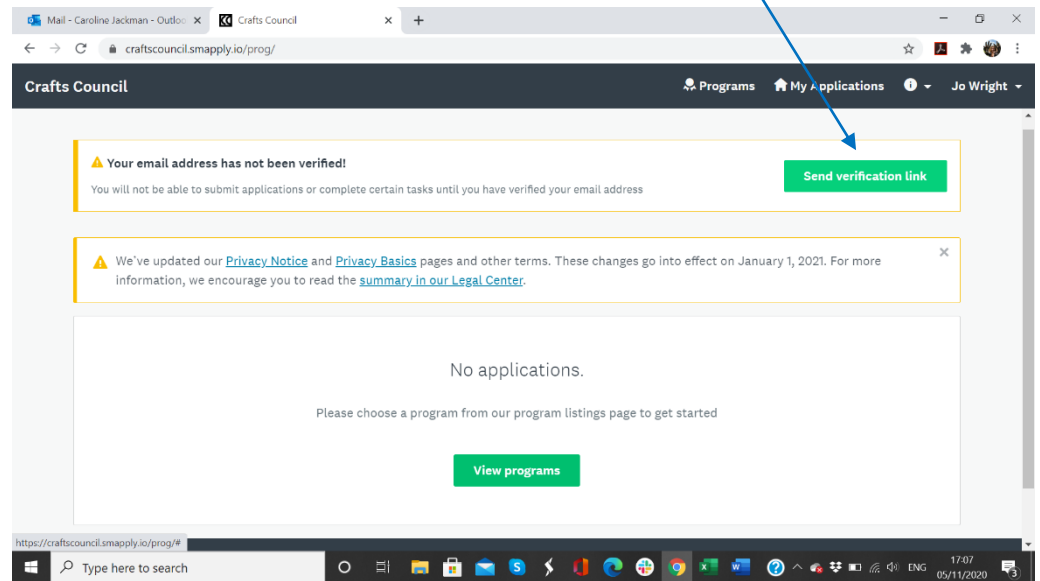 Mail - Caroline Jackman - Outloo
Crafts Council
craftscouncil.smapply.io/prog/
Crafts Council
Programs
My Applications
Jo Wright
Your email address has not been verified!
You will not be able to submit applications or complete certain tasks until you have verified your email address
Send verification link
We've updated our Privacy Notice and Privacy Basics pages and other terms. These changes go into effect on January 1, 2021. For more
information, we encourage you to read the summary in our Legal Center.
No applications.
Please choose a program from our program listings page to get started
View programs
https://craftscouncil.smapply.io/prog/#
Type here to search
ENG
17:07
05/11/2020
3